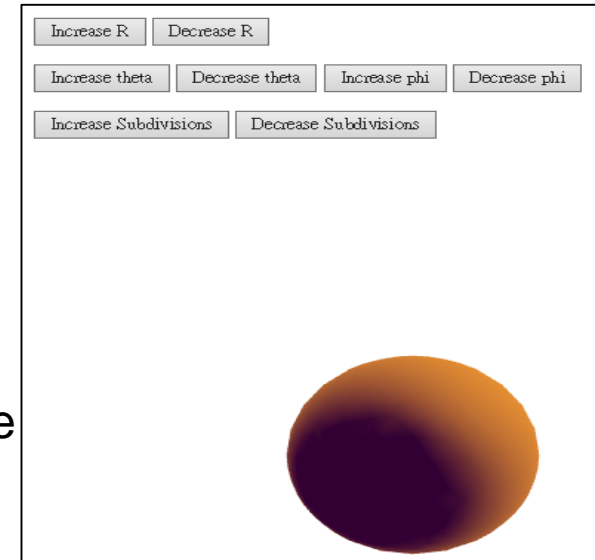 Increase R Decrease R
Increase theta Decrease theta Increase phi Decrease phi
Increase Subdivisions Decrease Subdivisions
e